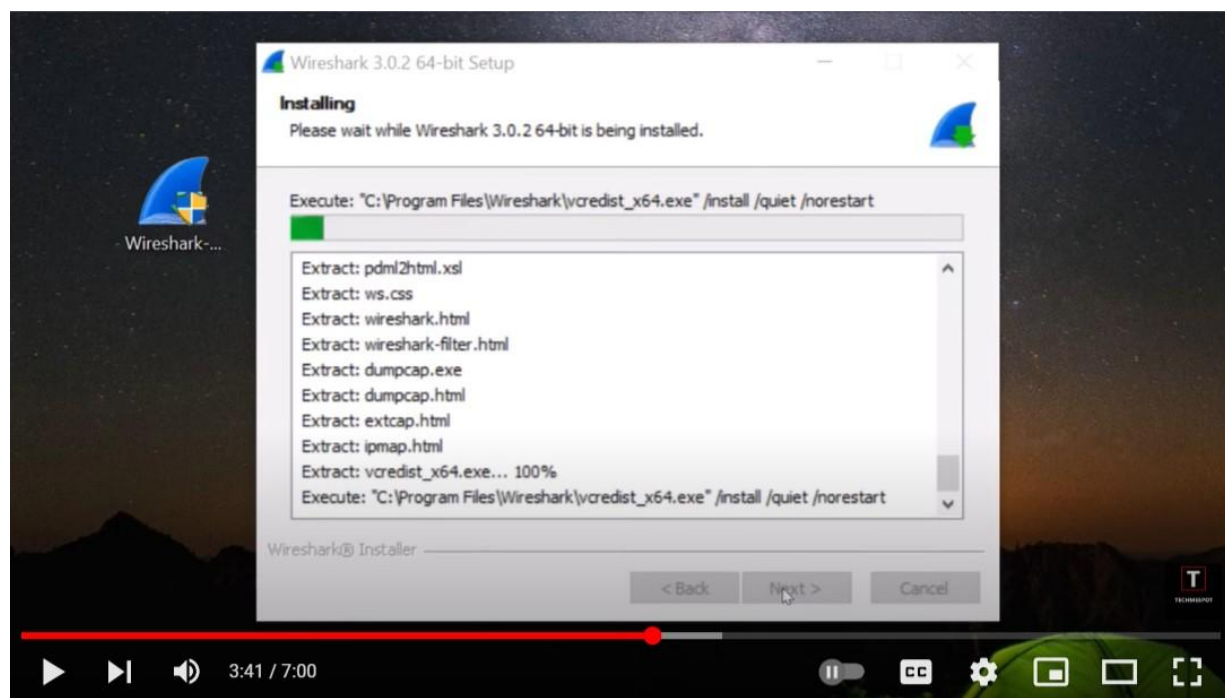 Wireshark 3.0.2 64-bit Setup
Installing
Please wait while Wireshark 3.0.2 64-bit is being installed.
Wireshark-...
Execute: "C:\Program Files\Wireshark\vcredist_x64.exe" /install /quiet /norestart
Extract: pdml2html.xsl
Extract: ws.css
Extract: wireshark.html
Extract: wireshark-filter.html
Extract: dumpcap.exe
Extract: dumpcap.html
Extract: extcap.html
Extract: ipmap.html
Extract: vcredist_x64.exe... 100%
Execute: "C:\Program Files\Wireshark\vcredist_x64.exe" /install /quiet /norestart
Wireshark® Installer
< Back Next > Cancel
T
3:41 / 7:00
CC